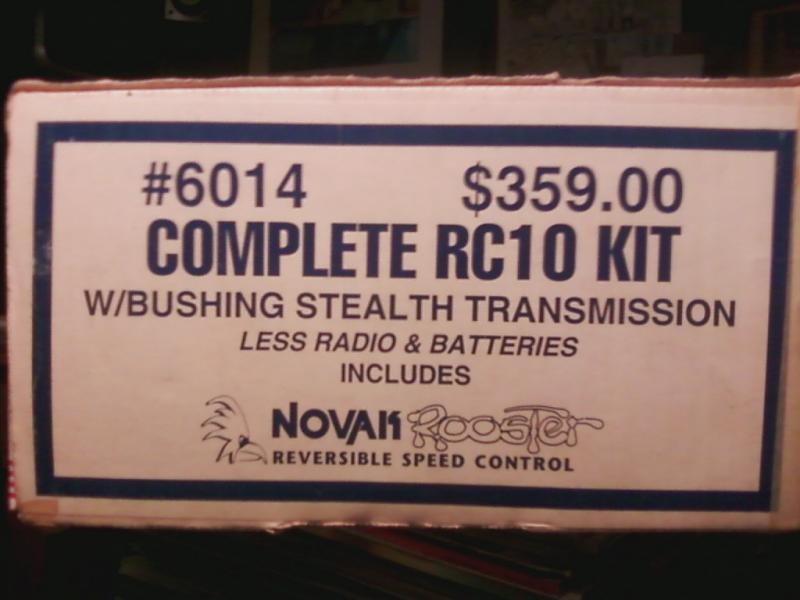 #6014 $359.00
COMPLETE RC10 KIT
W/BUSHING STEALTH TRANSMISSION
LESS RADIO & BATTERIES
INCLUDES
NOVAK Rooster
REVERSIBLE SPEED CONTROL